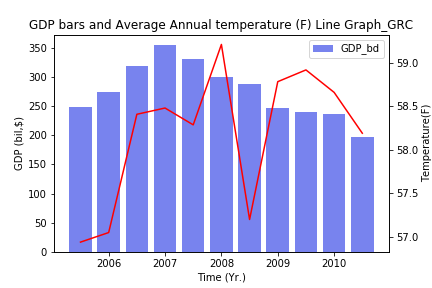 GDP bars and Average Annual temperature (F) Line Graph_GRC
GDP_bd
350
300
250
200
150
100
50
0
GDP (bil.$)
59.0
58.5
58.0
57.5
57.0
Temperature(F)
2006 2007 2008 2009 2010
Time (Yr.)